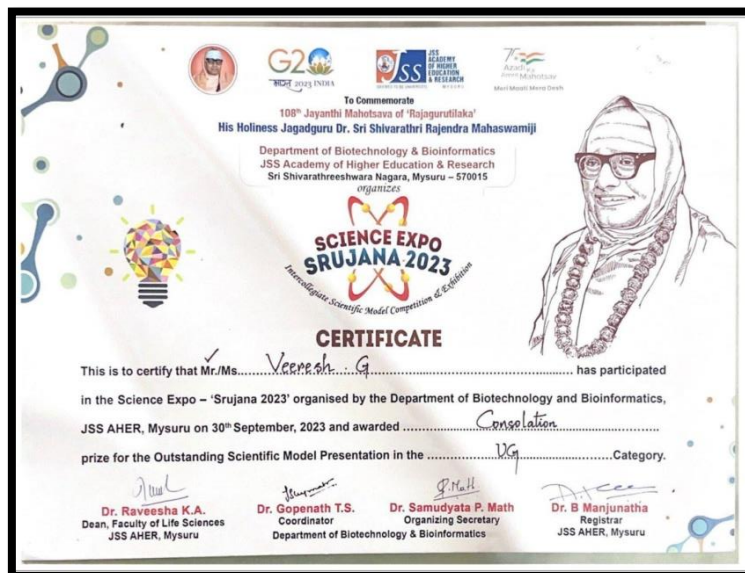 G20
भारत 2023 INDIA
JSS
JSS
ACADEMY
OF HIGHER
EDUCATION
& RESEARCH
Azadi Ka
Amrit Mahotsav
Meri Maati Mera Desh
To Commemorate
108th Jayanthi Mahotsava of 'Rajagurutilaka'
His Holiness Jagadguru Dr. Sri Shivarathri Rajendra Mahaswamiji
Department of Biotechnology & Bioinformatics
JSS Academy of Higher Education & Research
Sri Shivarathreeshwara Nagara, Mysuru – 570015
organizes
SCIENCE EXPO
SRUJANA 2023
Intercollegiate Scientific Model Competition & Exhibition
CERTIFICATE
This is to certify that Mr./Ms. Veeresh . G has participated
in the Science Expo – 'Srujana 2023' organised by the Department of Biotechnology and Bioinformatics,
JSS AHER, Mysuru on 30th September, 2023 and awarded Consolation
prize for the Outstanding Scientific Model Presentation in the UG Category.
Dr. Raveesha K.A.
Dean, Faculty of Life Sciences
JSS AHER, Mysuru
Dr. Gopenath T.S.
Coordinator
Dr. Samudyata P. Math
Organizing Secretary
Department of Biotechnology & Bioinformatics
Dr. B Manjunatha
Registrar
JSS AHER, Mysuru